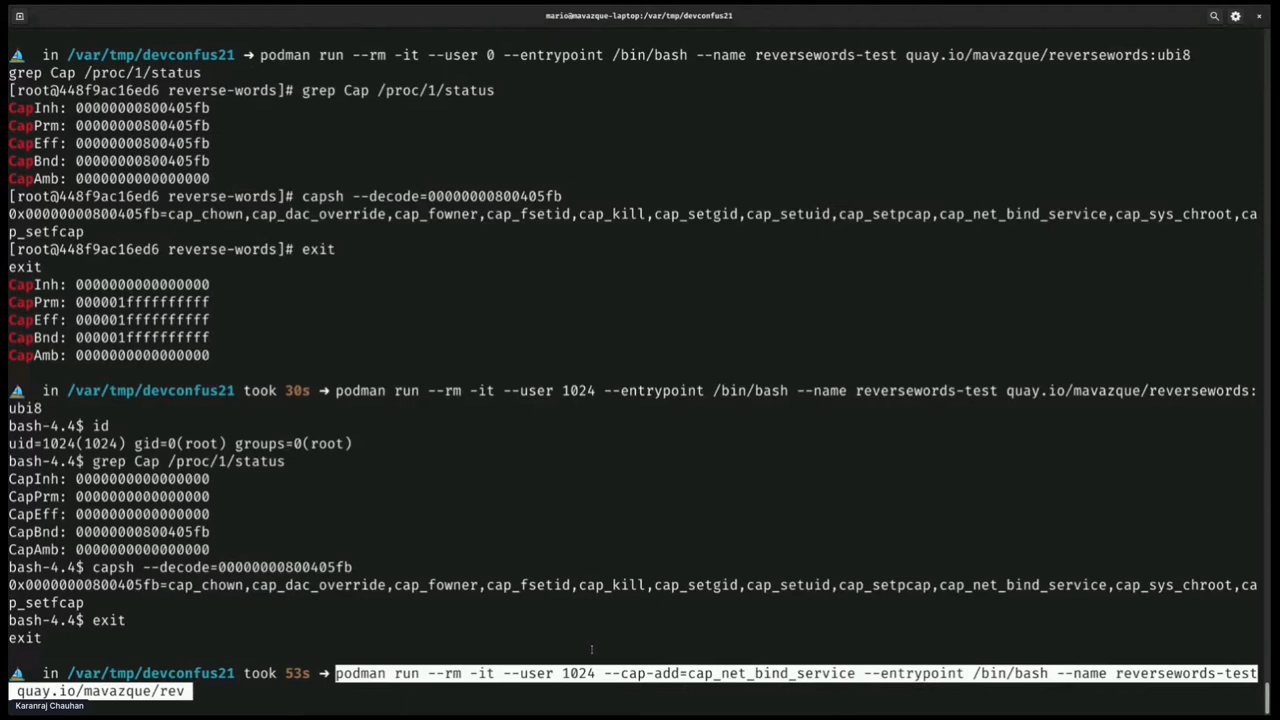 mario@mavazque-laptop:/var/tmp/devconfus21
in /var/tmp/devconfus21 → podman run --rm -it --user 0 --entrypoint /bin/bash --name reversewords-test quay.io/mavazque/reversewords:ubi8
grep Cap /proc/1/status
[root@448f9ac16ed6 reverse-words]# grep Cap /proc/1/status
CapInh: 00000000800405fb
CapPrm: 00000000800405fb
CapEff: 00000000800405fb
CapBnd: 00000000800405fb
CapAmb: 0000000000000000
[root@448f9ac16ed6 reverse-words]# capsh --decode=00000000800405fb
0x00000000800405fb=cap_chown,cap_dac_override,cap_fowner,cap_fsetid,cap_kill,cap_setgid,cap_setuid,cap_setpcap,cap_net_bind_service,cap_sys_chroot,ca
p_setfcap
[root@448f9ac16ed6 reverse-words]# exit
exit
CapInh: 0000000000000000
CapPrm: 000001ffffffffff
CapEff: 000001ffffffffff
CapBnd: 000001ffffffffff
CapAmb: 0000000000000000
in /var/tmp/devconfus21 took 30s → podman run --rm -it --user 1024 --entrypoint /bin/bash --name reversewords-test quay.io/mavazque/reversewords:
ubi8
bash-4.4$ id
uid=1024(1024) gid=0(root) groups=0(root)
bash-4.4$ grep Cap /proc/1/status
CapInh: 0000000000000000
CapPrm: 0000000000000000
CapEff: 0000000000000000
CapBnd: 00000000800405fb
CapAmb: 0000000000000000
bash-4.4$ capsh --decode=00000000800405fb
0x00000000800405fb=cap_chown,cap_dac_override,cap_fowner,cap_fsetid,cap_kill,cap_setgid,cap_setuid,cap_setpcap,cap_net_bind_service,cap_sys_chroot,ca
p_setfcap
bash-4.4$ exit
exit
in /var/tmp/devconfus21 took 53s → podman run --rm -it --user 1024 --cap-add=cap_net_bind_service --entrypoint /bin/bash --name reversewords-test
quay.io/mavazque/rev
Karanraj Chauhan